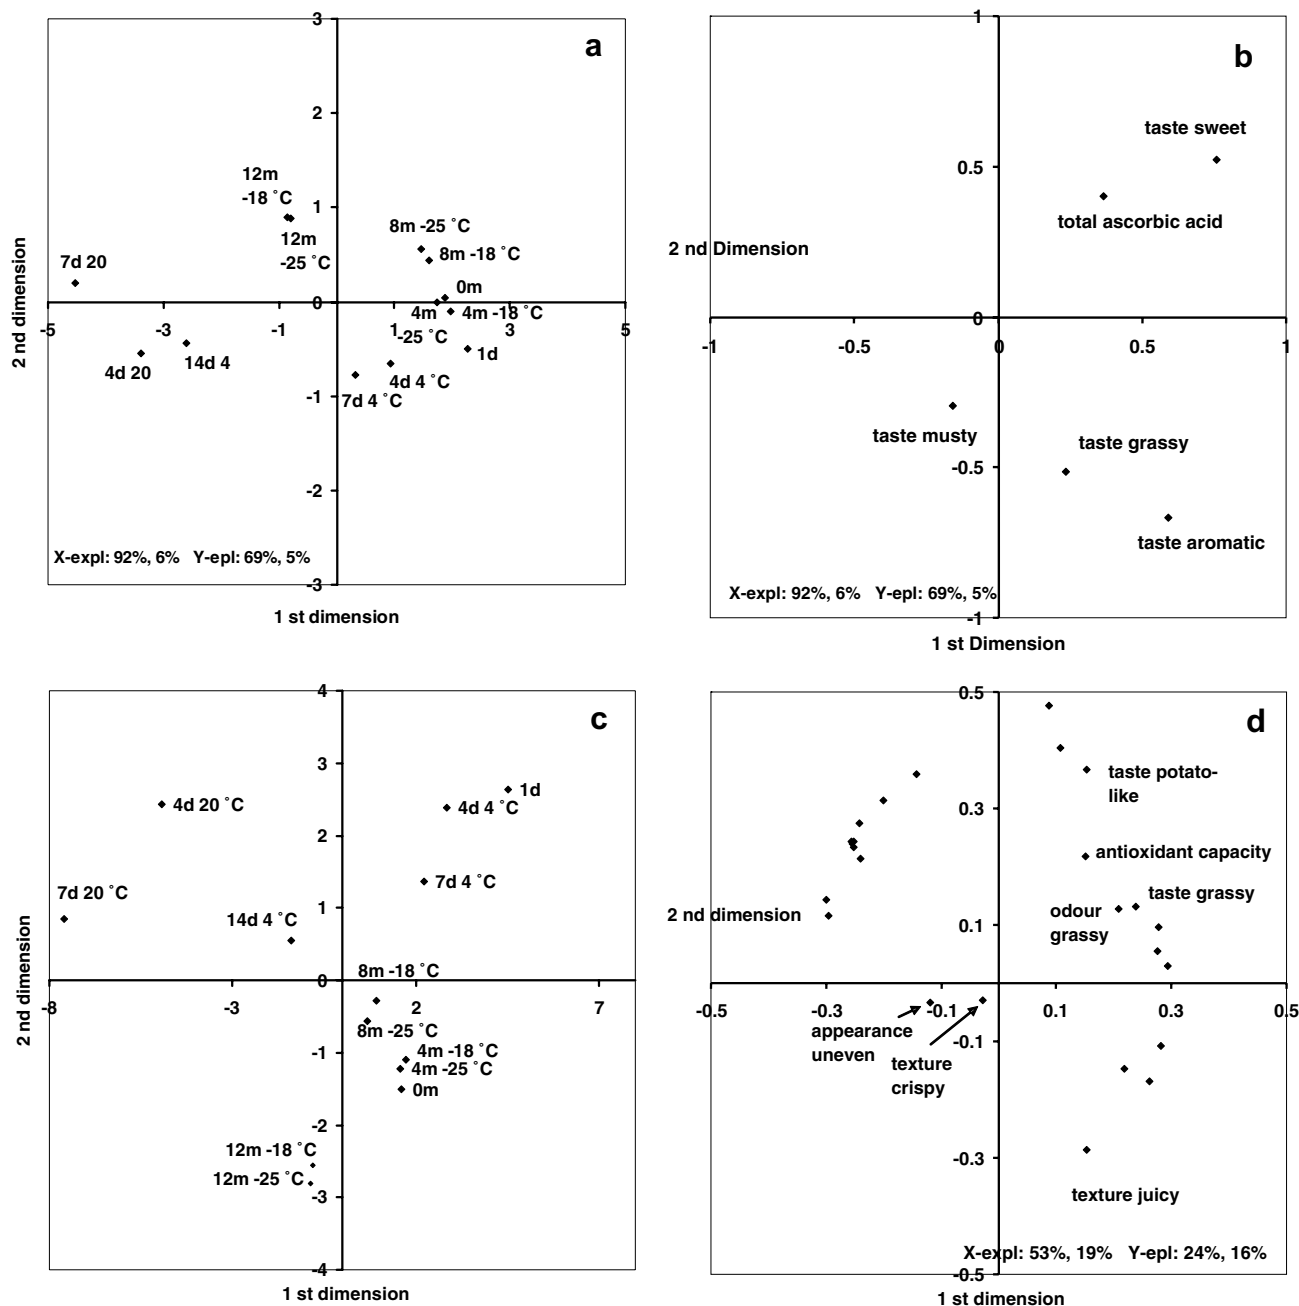 a
3
2
1
0
-1
-2
-3
-5
-3
-1
1
3
5
12m
-18 ˚C
12m
-25 ˚C
7d 20
4d 20
14d 4
8m -25 ˚C
8m -18 ˚C
0m
4m
-25 ˚C
4m -18 ˚C
1d
4d 4 ˚C
7d 4 ˚C
X-expl: 92%, 6% Y-epl: 69%, 5%
2 nd dimension
1 st dimension
b
1
0.5
0
-0.5
-1
-1
-0.5
0
0.5
1
taste sweet
total ascorbic acid
2 nd Dimension
taste musty
taste grassy
taste aromatic
X-expl: 92%, 6% Y-epl: 69%, 5%
1 st Dimension
c
4
3
2
1
0
-1
-2
-3
-4
-8
-3
2
7
4d 20 ˚C
1d
4d 4 ˚C
7d 4 ˚C
7d 20 ˚C
14d 4 ˚C
8m -18 ˚C
8m -25 ˚C
4m -18 ˚C
4m -25 ˚C
0m
12m -18 ˚C
12m -25 ˚C
2 nd dimension
1 st dimension
d
0.5
0.3
0.1
-0.1
-0.3
-0.5
-0.5
-0.3
-0.1
0.1
0.3
0.5
taste potato-
like
antioxidant capacity
taste grassy
odour
grassy
2 nd dimension
appearance
uneven
texture
crispy
texture juicy
X-expl: 53%, 19% Y-epl: 24%, 16%
1 st dimension